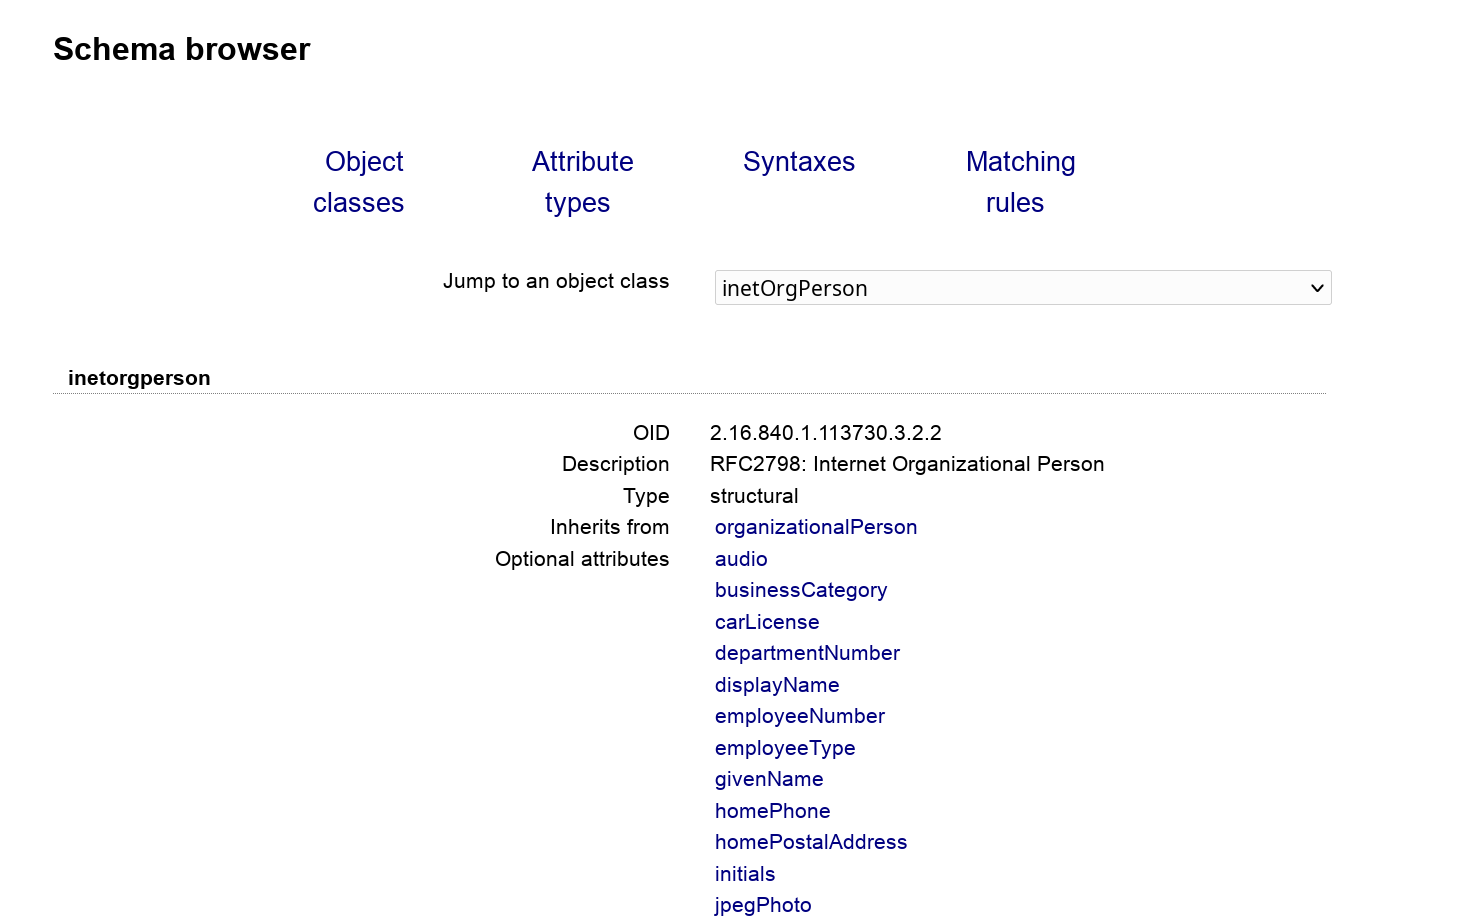 Schema browser
Object classes
Attribute types
Syntaxes
Matching rules
Jump to an object class
inetOrgPerson
inetorgperson
OID 2.16.840.1.113730.3.2.2
Description RFC2798: Internet Organizational Person
Type structural
Inherits from organizationalPerson
Optional attributes audio
businessCategory
carLicense
departmentNumber
displayName
employeeNumber
employeeType
givenName
homePhone
homePostalAddress
initials
jpegPhoto